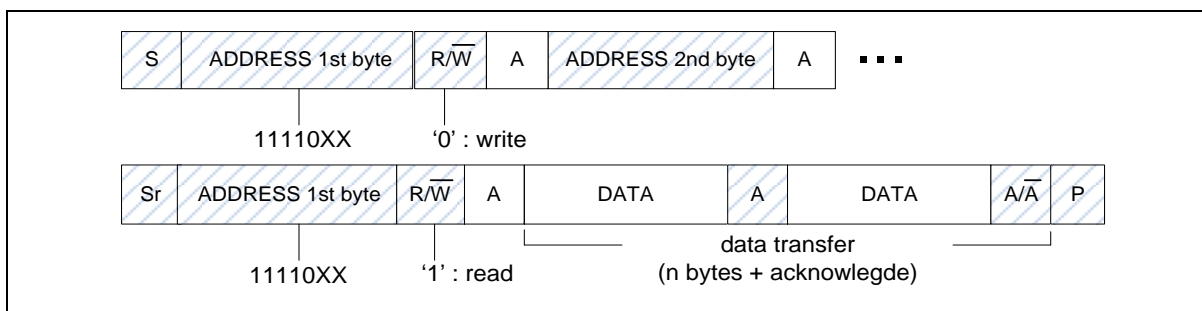 S ADDRESS 1st byte R/W̅ A ADDRESS 2nd byte A ▪ ▪ ▪
11110XX ‘0’ : write
Sr ADDRESS 1st byte R/W̅ A DATA A DATA A/A̅ P
data transfer
11110XX ‘1’ : read (n bytes + acknowlegde)